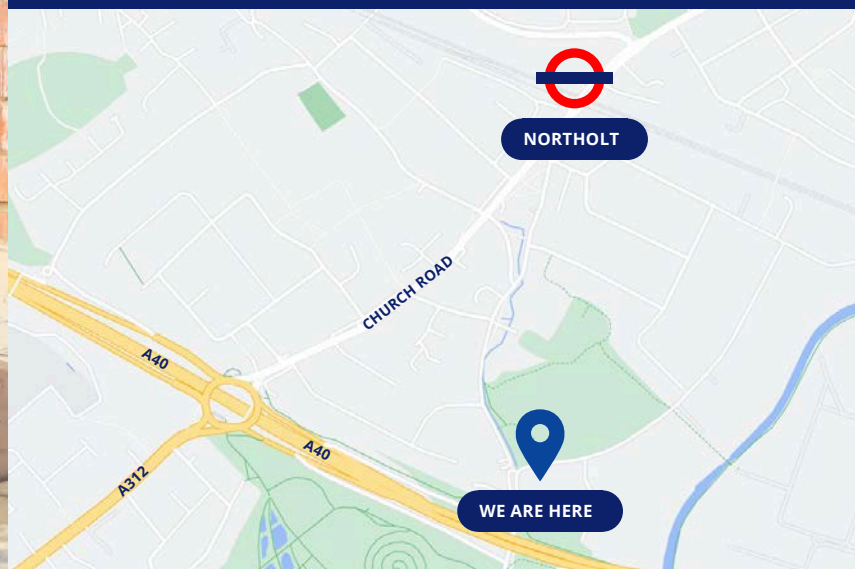 NORTHOLT
CHURCH ROAD
A40
A40
A312
WE ARE HERE